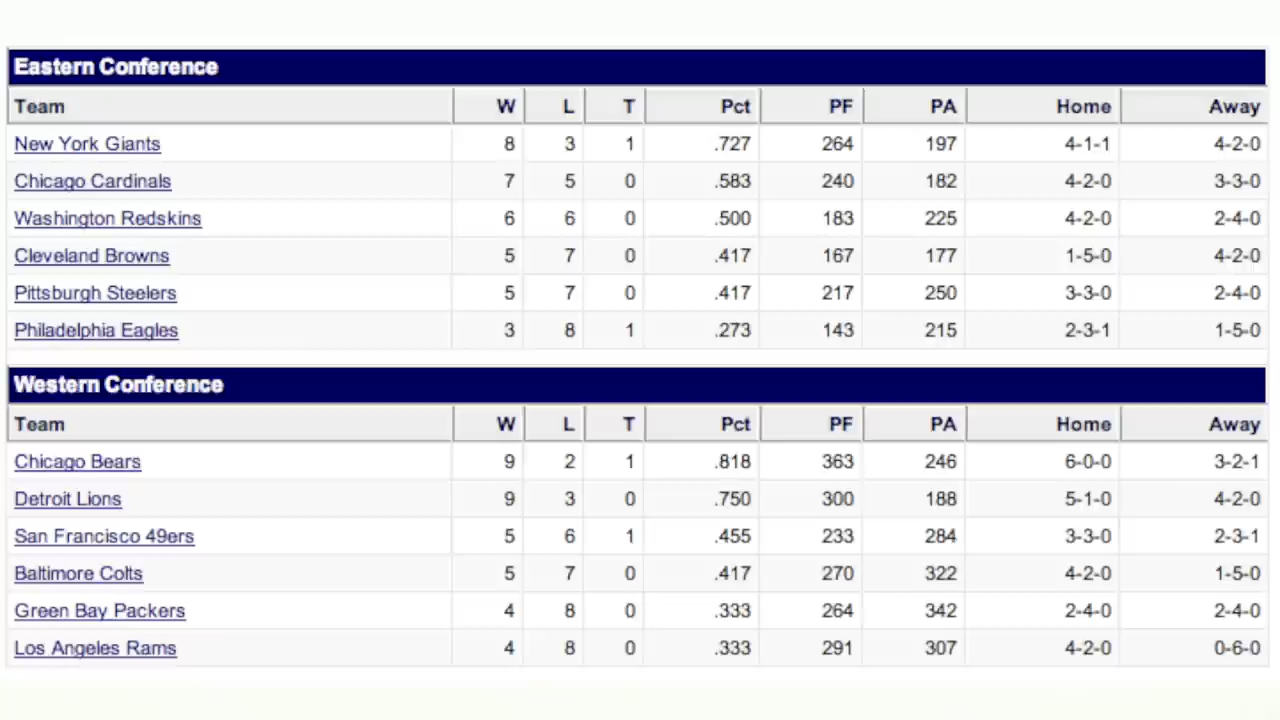 Eastern Conference
Team W L T Pct PF PA Home Away
New York Giants 8 3 1 .727 264 197 4-1-1 4-2-0
Chicago Cardinals 7 5 0 .583 240 182 4-2-0 3-3-0
Washington Redskins 6 6 0 .500 183 225 4-2-0 2-4-0
Cleveland Browns 5 7 0 .417 167 177 1-5-0 4-2-0
Pittsburgh Steelers 5 7 0 .417 217 250 3-3-0 2-4-0
Philadelphia Eagles 3 8 1 .273 143 215 2-3-1 1-5-0
Western Conference
Team W L T Pct PF PA Home Away
Chicago Bears 9 2 1 .818 363 246 6-0-0 3-2-1
Detroit Lions 9 3 0 .750 300 188 5-1-0 4-2-0
San Francisco 49ers 5 6 1 .455 233 284 3-3-0 2-3-1
Baltimore Colts 5 7 0 .417 270 322 4-2-0 1-5-0
Green Bay Packers 4 8 0 .333 264 342 2-4-0 2-4-0
Los Angeles Rams 4 8 0 .333 291 307 4-2-0 0-6-0